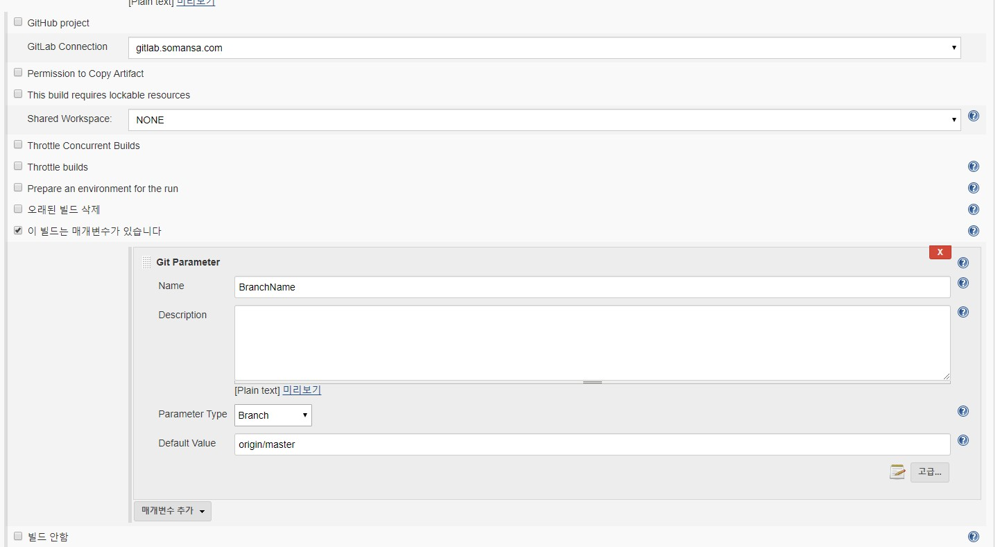 [Plain text] 미리보기
GitHub project
GitLab Connection
gitlab.somansa.com
Permission to Copy Artifact
This build requires lockable resources
Shared Workspace:
NONE
Throttle Concurrent Builds
Throttle builds
Prepare an environment for the run
오래된 빌드 삭제
이 빌드는 매개변수가 있습니다
X
Git Parameter
Name
BranchName
Description
[Plain text] 미리보기
Parameter Type
Branch
Default Value
origin/master
고급...
매개변수 추가
빌드 안함